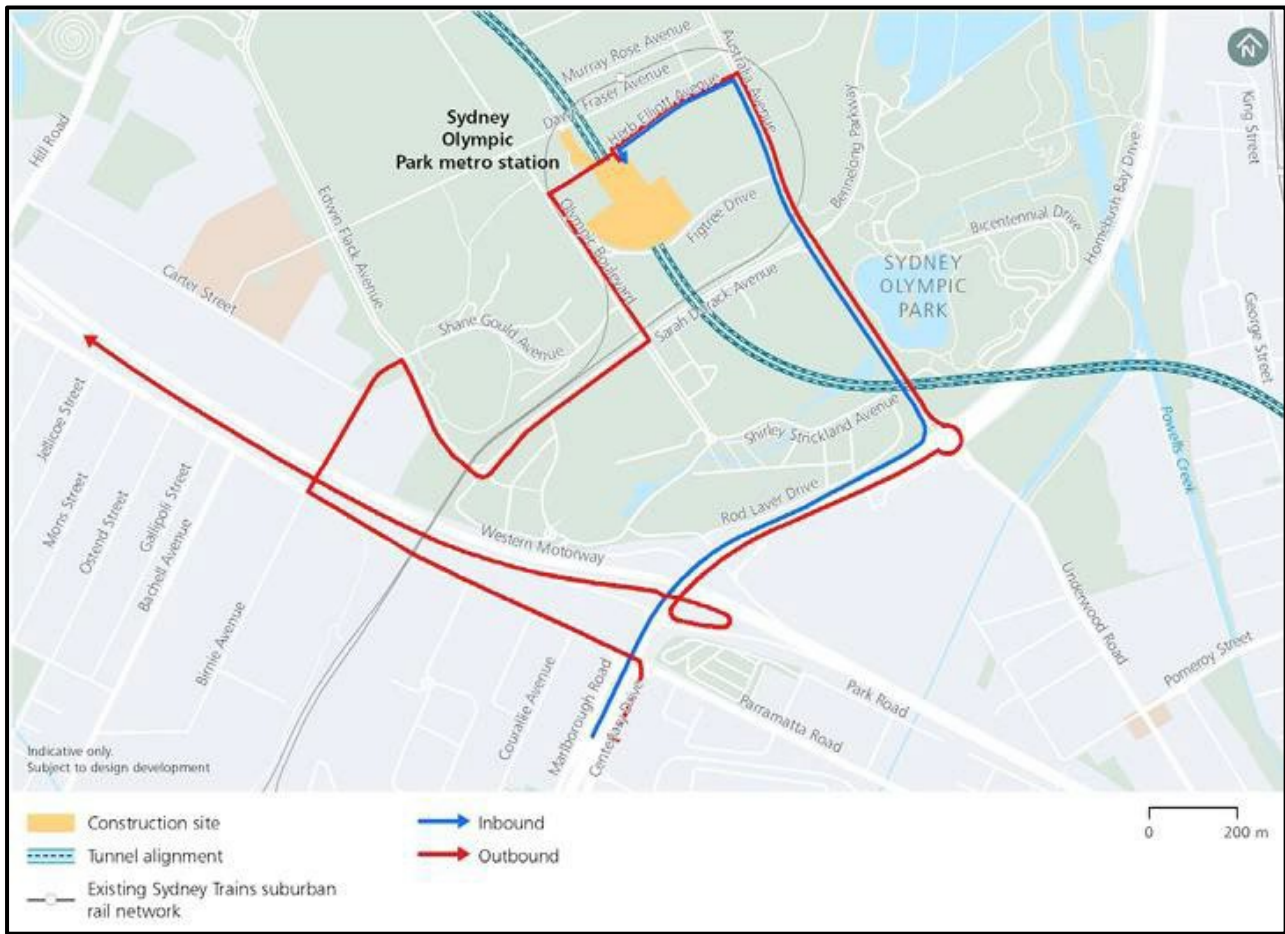 Murray Rose Avenue
Australia Avenue
Dawn Fraser Avenue
Herb Elliott Avenue
Sydney
Olympic
Park metro station
N
Hill Road
King Street
Bennelong Parkway
Homebush Bay Drive
Edwin Flack Avenue
Olympic Boulevard
Figtree Drive
Bicentennial Drive
SYDNEY
OLYMPIC
PARK
Carter Street
Sarah Durack Avenue
George Street
Shane Gould Avenue
Jellicoe Street
Shirley Strickland Avenue
Powells Creek
Mons Street
Ostend Street
Gallipoli Street
Bachell Avenue
Rod Laver Drive
Western Motorway
Birnie Avenue
Underwood Road
Pomeroy Street
Couralie Avenue
Marlborough Road
Centenary Drive
Park Road
Parramatta Road
Indicative only.
Subject to design development
Construction site
Tunnel alignment
Existing Sydney Trains suburban
rail network
Inbound
Outbound
0 200 m